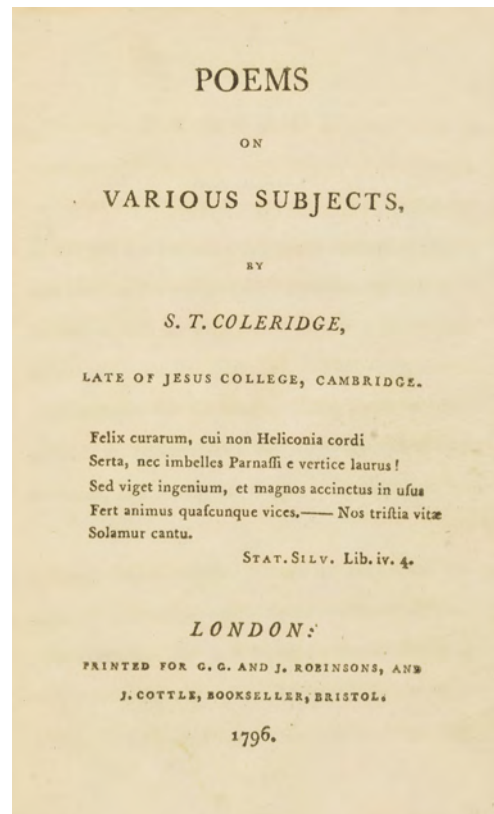 POEMS
ON
VARIOUS SUBJECTS,
BY
S. T. COLERIDGE,
LATE OF JESUS COLLEGE, CAMBRIDGE.
Felix curarum, cui non Heliconia cordi
Serta, nec imbelles Parnaſſi e vertice laurus!
Sed viget ingenium, et magnos accinctus in uſus
Fert animus quaſcunque vices.—— Nos triſtia vitæ
Solamur cantu.
STAT. SILV. Lib. iv. 4.
LONDON:
PRINTED FOR G. G. AND J. ROBINSONS, AND
J. COTTLE, BOOKSELLER, BRISTOL.
1796.